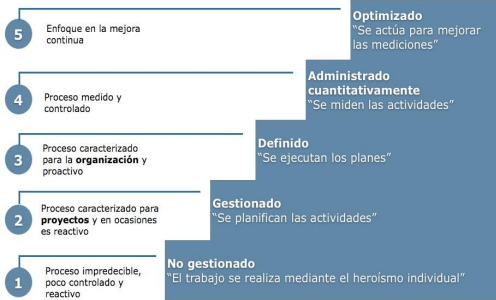 5
Enfoque en la mejora
continua
Optimizado
“Se actúa para mejorar
las mediciones”
4
Proceso medido y
controlado
Administrado
cuantitativamente
“Se miden las actividades”
3
Proceso caracterizado
para la organización y
proactivo
Definido
“Se ejecutan los planes”
2
Proceso caracterizado para
proyectos y en ocasiones
es reactivo
Gestionado
“Se planifican las actividades”
1
Proceso impredecible,
poco controlado y
reactivo
No gestionado
“El trabajo se realiza mediante el heroísmo individual”